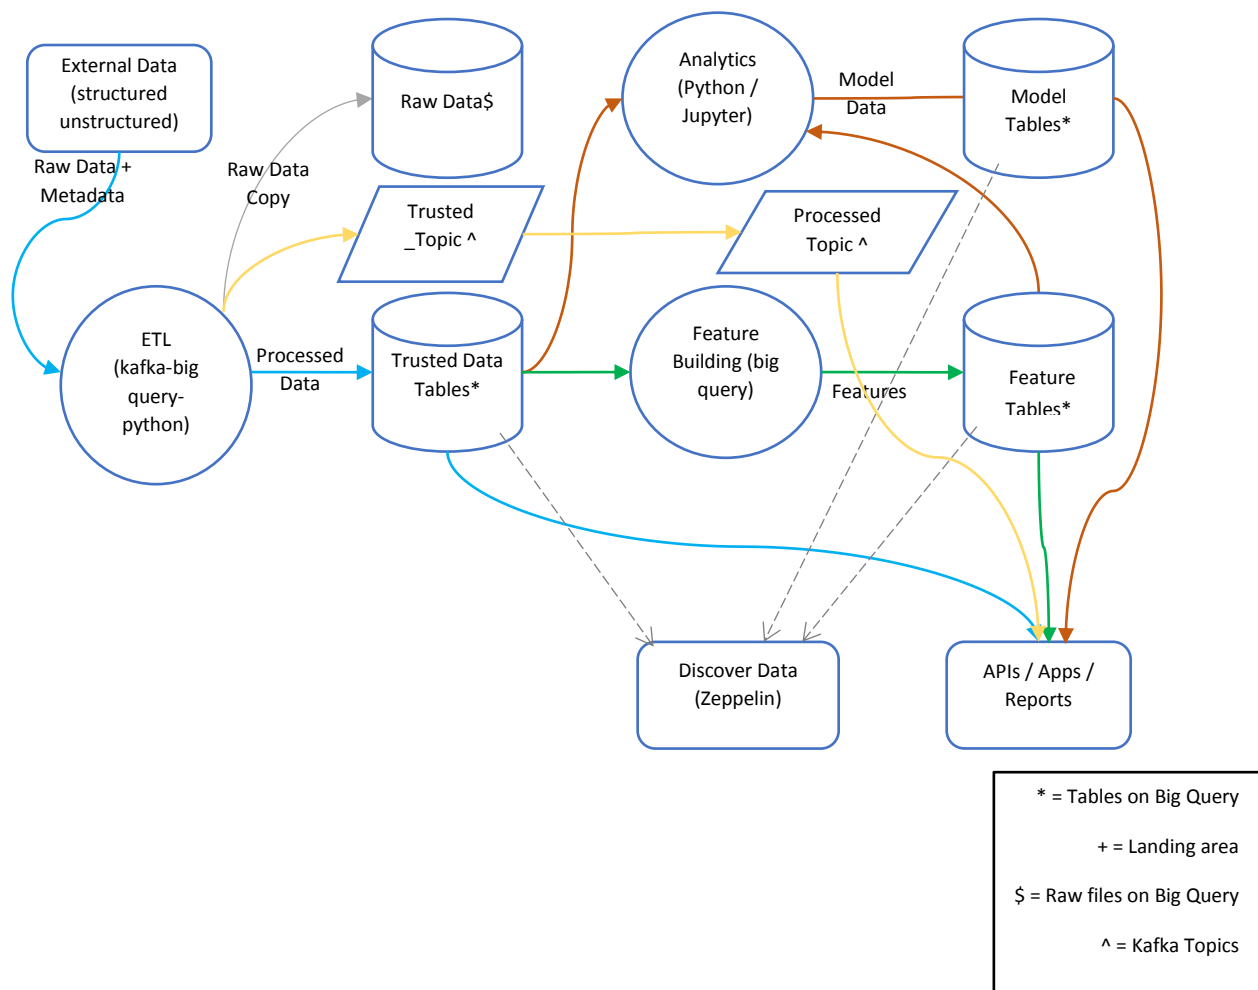 External Data
(structured
unstructured)
Raw Data +
Metadata
Raw Data$
Raw Data
Copy
Analytics
(Python /
Jupyter)
Model
Data
Model
Tables*
Trusted
_Topic ^
Processed
Topic ^
ETL
(kafka-big
query-
python)
Processed
Data
Trusted Data
Tables*
Feature
Building (big
query)
Features
Feature
Tables*
Discover Data
(Zeppelin)
APIs / Apps /
Reports
* = Tables on Big Query
+ = Landing area
$ = Raw files on Big Query
^ = Kafka Topics